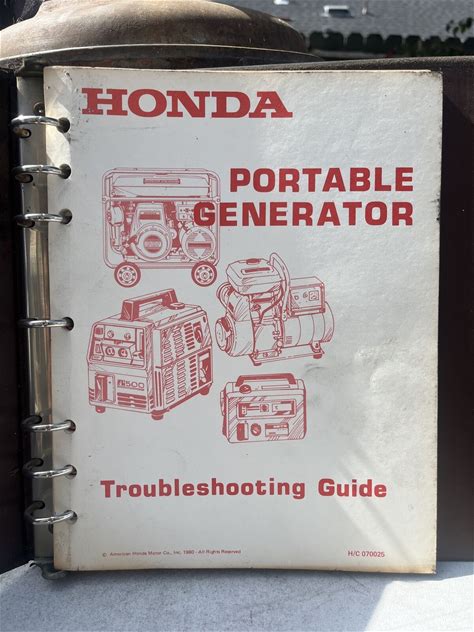 HONDA
PORTABLE
GENERATOR
Troubleshooting Guide
© American Honda Motor Co., Inc. 1980 - All Rights Reserved
H/C 070025